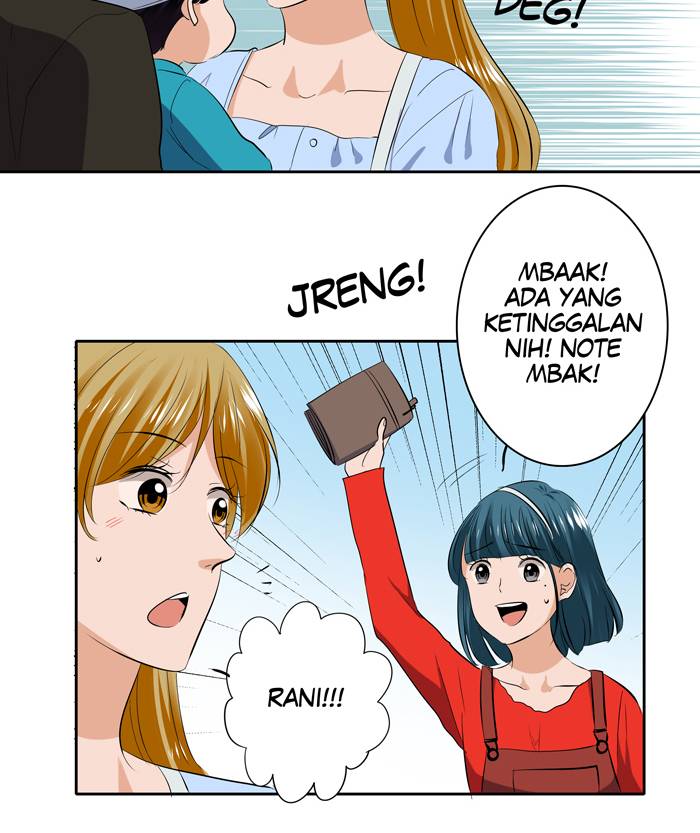 DEG!
JRENG!
MBAAK!
ADA YANG
KETINGGALAN
NIH! NOTE
MBAK!
RANI!!!